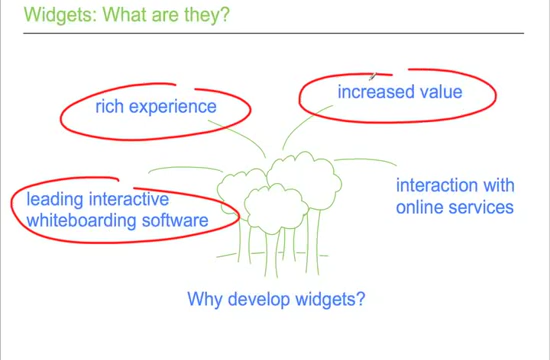 Widgets: What are they?
rich experience
increased value
leading interactive
whiteboarding software
interaction with
online services
Why develop widgets?